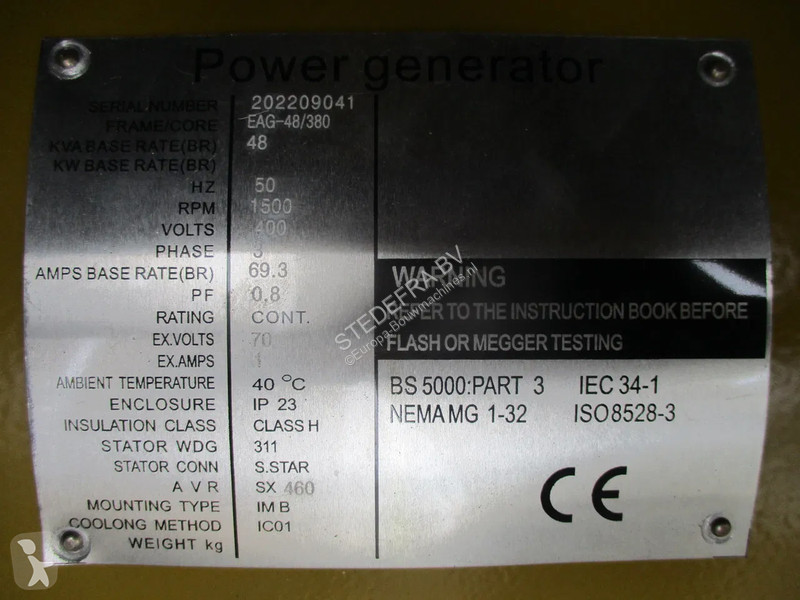 Power generator
SERIAL NUMBER 202209041
FRAME/CORE EAG-48/380
KVA BASE RATE(BR) 48
KW BASE RATE(BR)
HZ 50
RPM 1500
VOLTS 400
PHASE 3
AMPS BASE RATE(BR) 69.3
PF 0.8
RATING CONT.
EX.VOLTS 70
EX.AMPS 1
AMBIENT TEMPERATURE 40 °C
ENCLOSURE IP 23
INSULATION CLASS CLASS H
STATOR WDG 311
STATOR CONN S.STAR
A V R SX 460
MOUNTING TYPE IM B
COOLONG METHOD IC01
WEIGHT kg
WARNING
REFER TO THE INSTRUCTION BOOK BEFORE
FLASH OR MEGGER TESTING
BS 5000:PART 3 IEC 34-1
NEMA MG 1-32 ISO8528-3
CE
STEDEFRA BV
©Europa-Bouwmachines.nl